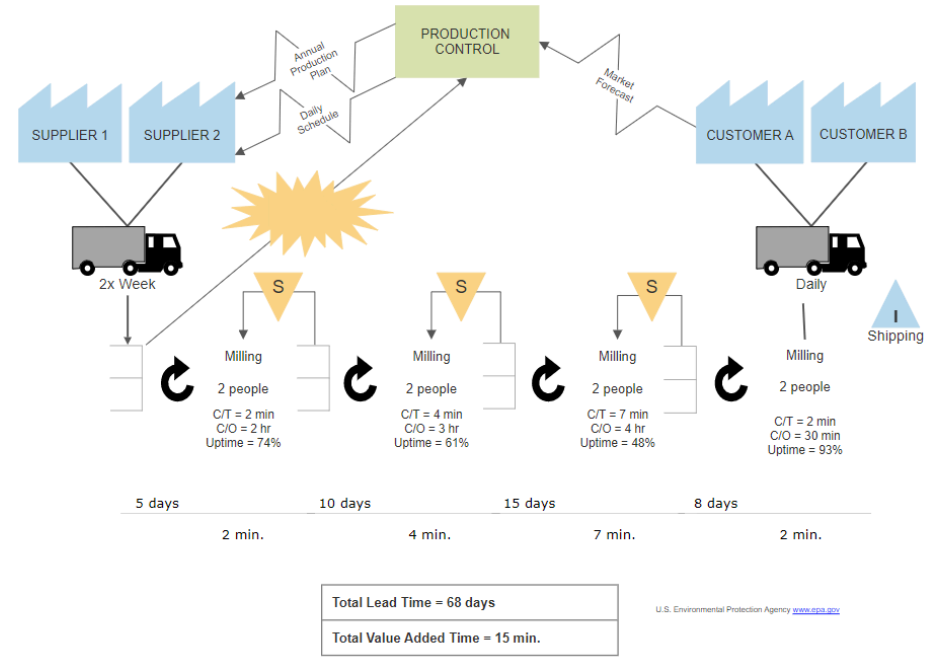 PRODUCTION
CONTROL
Annual
Production
Plan
Daily
Schedule
Market
Forecast
SUPPLIER 1
SUPPLIER 2
CUSTOMER A
CUSTOMER B
2x Week
Daily
S
S
S
I
Shipping
Milling
2 people
C/T = 2 min
C/O = 2 hr
Uptime = 74%
Milling
2 people
C/T = 4 min
C/O = 3 hr
Uptime = 61%
Milling
2 people
C/T = 7 min
C/O = 4 hr
Uptime = 48%
Milling
2 people
C/T = 2 min
C/O = 30 min
Uptime = 93%
5 days
10 days
15 days
8 days
2 min.
4 min.
7 min.
2 min.
Total Lead Time = 68 days
Total Value Added Time = 15 min.
U.S. Environmental Protection Agency www.epa.gov